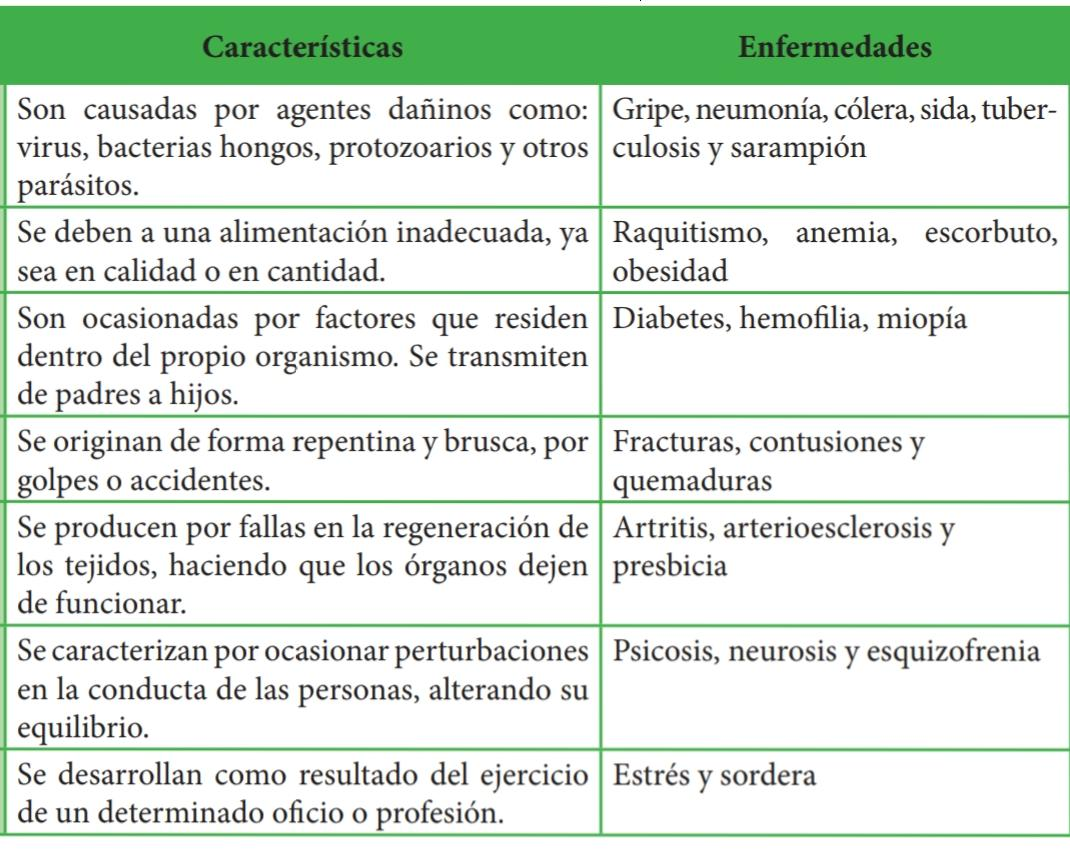 Características
Enfermedades
Son causadas por agentes dañinos como:
virus, bacterias hongos, protozoarios y otros
parásitos.
Gripe, neumonía, cólera, sida, tuber-
culosis y sarampión
Se deben a una alimentación inadecuada, ya
sea en calidad o en cantidad.
Raquitismo, anemia, escorbuto,
obesidad
Son ocasionadas por factores que residen
dentro del propio organismo. Se transmiten
de padres a hijos.
Diabetes, hemofilia, miopía
Se originan de forma repentina y brusca, por
golpes o accidentes.
Fracturas, contusiones y
quemaduras
Se producen por fallas en la regeneración de
los tejidos, haciendo que los órganos dejen
de funcionar.
Artritis, arterioesclerosis y
presbicia
Se caracterizan por ocasionar perturbaciones
en la conducta de las personas, alterando su
equilibrio.
Psicosis, neurosis y esquizofrenia
Se desarrollan como resultado del ejercicio
de un determinado oficio o profesión.
Estrés y sordera